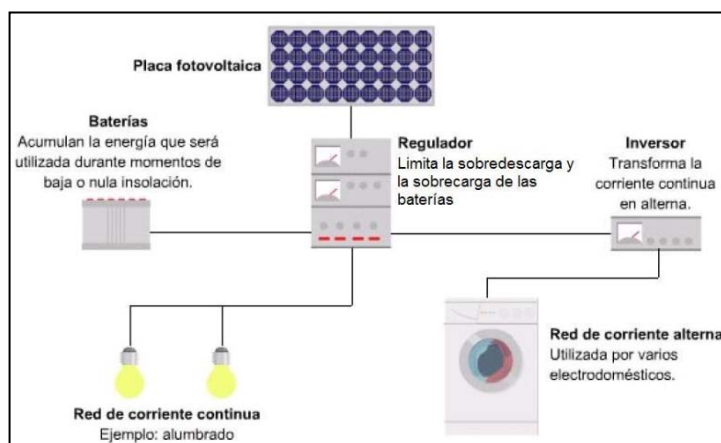 Placa fotovoltaica
Baterías
Acumulan la energía que será
utilizada durante momentos de
baja o nula insolación.
Regulador
Limita la sobredescarga y
la sobrecarga de las
baterías
Inversor
Transforma la
corriente continua
en alterna.
Red de corriente alterna
Utilizada por varios
electrodomésticos.
Red de corriente continua
Ejemplo: alumbrado